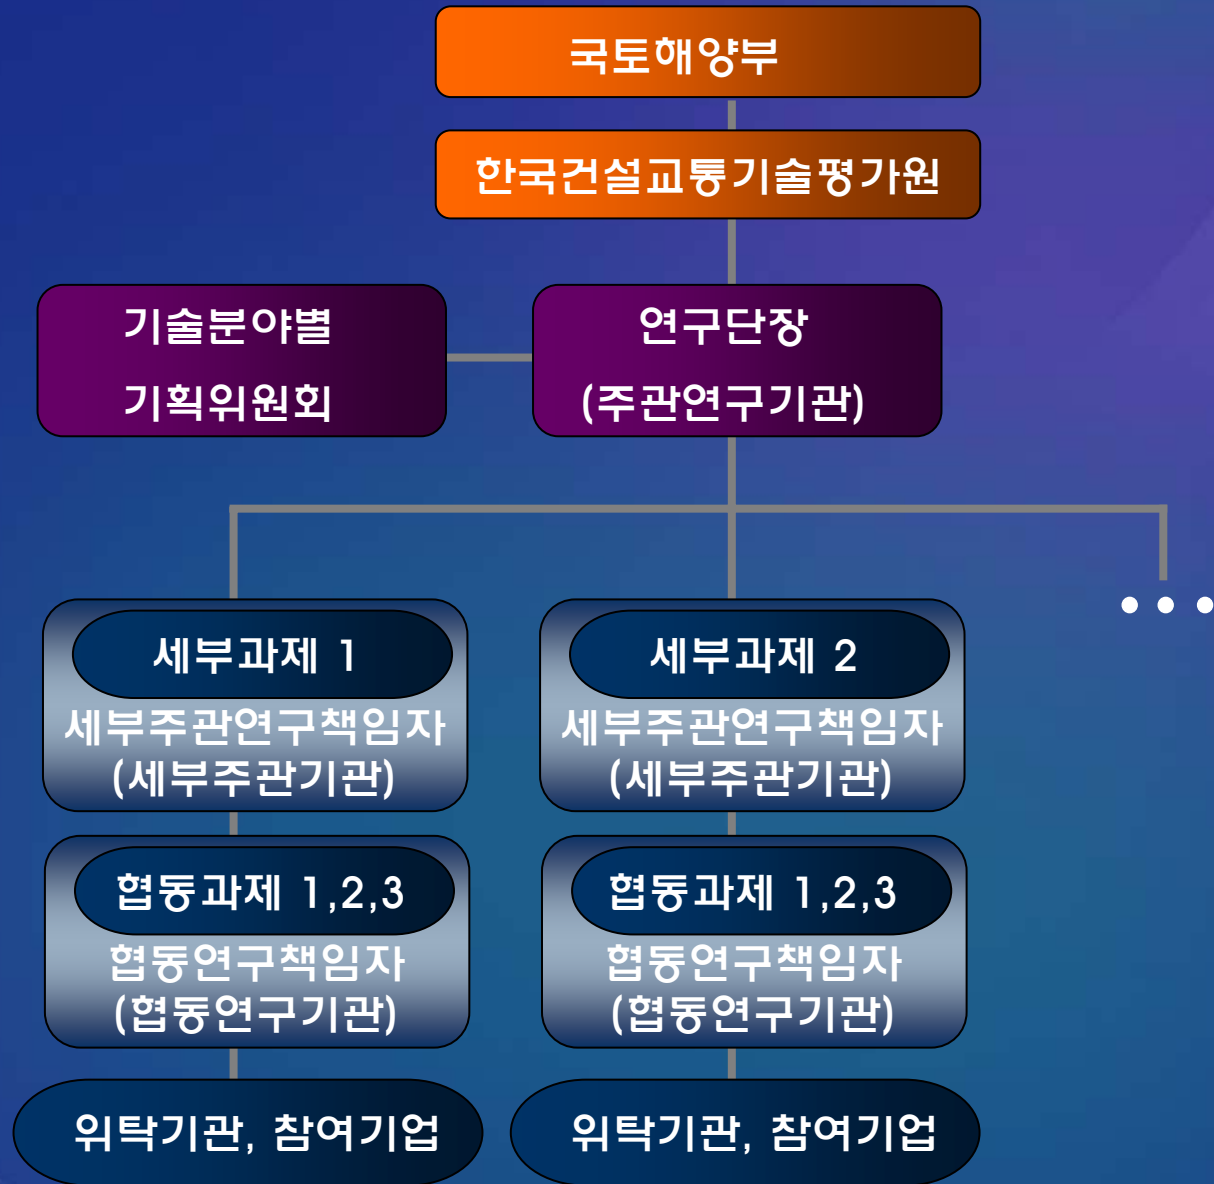 국토해양부
한국건설교통기술평가원
기술분야별
기획위원회
연구단장
(주관연구기관)
세부과제 1
세부주관연구책임자
(세부주관기관)
세부과제 2
세부주관연구책임자
(세부주관기관)
● ● ●
협동과제 1,2,3
협동연구책임자
(협동연구기관)
협동과제 1,2,3
협동연구책임자
(협동연구기관)
위탁기관, 참여기업
위탁기관, 참여기업